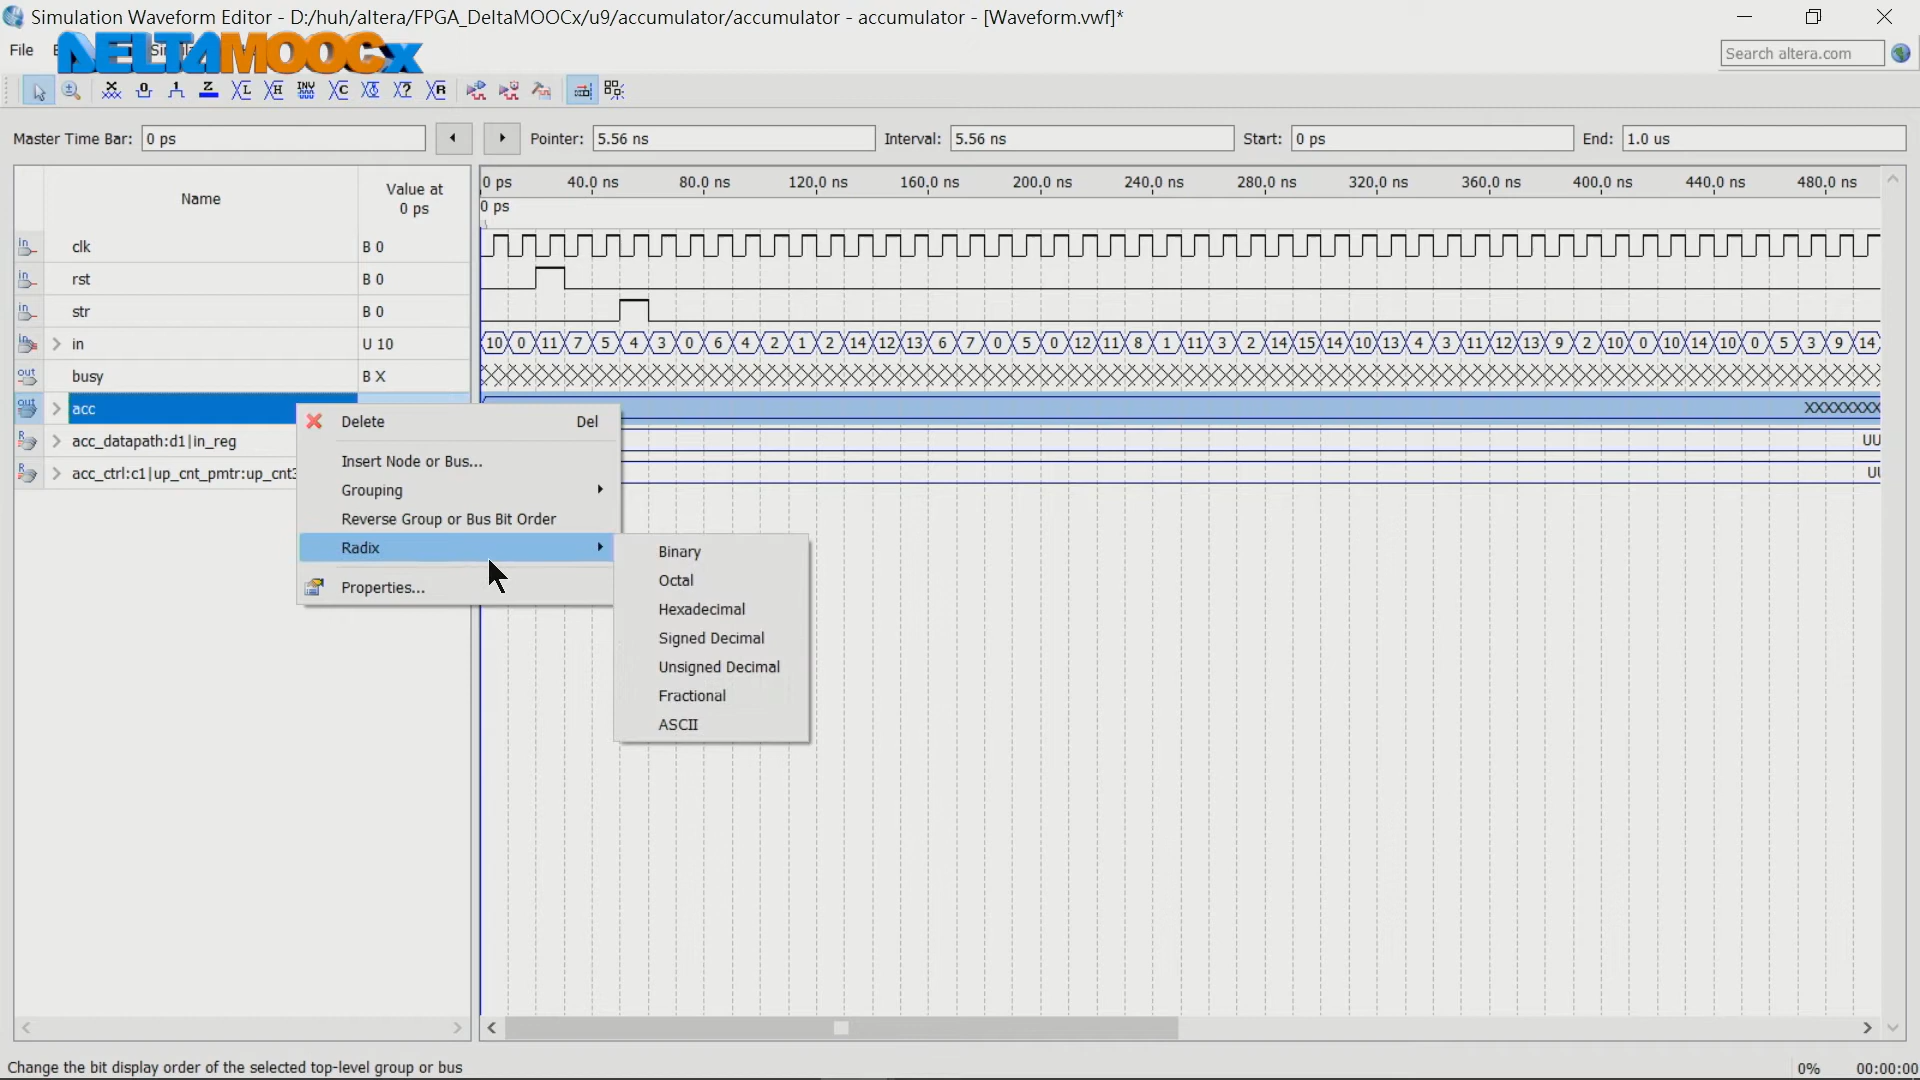 Simulation Waveform Editor - D:/huh/altera/FPGA_DeltaMOOCx/u9/accumulator/accumulator - accumulator - [Waveform.vwf]*
File
DELTAMOOCx
Search altera.com
Master Time Bar: 0 ps Pointer: 5.56 ns Interval: 5.56 ns Start: 0 ps End: 1.0 us
Name Value at 0 ps
0 ps 40.0 ns 80.0 ns 120.0 ns 160.0 ns 200.0 ns 240.0 ns 280.0 ns 320.0 ns 360.0 ns 400.0 ns 440.0 ns 480.0 ns
0 ps
in clk B 0
in rst B 0
in str B 0
in in U 10 10 0 11 7 5 4 3 0 6 4 2 1 2 14 12 13 6 7 0 5 0 12 11 8 1 11 3 2 14 15 14 10 13 4 3 11 12 13 9 2 10 0 10 14 10 0 5 3 9 14
out busy B X
out acc XXXXXXXX
R acc_datapath:d1|in_reg UU
R acc_ctrl:c1|up_cnt_pmtr:up_cnt3
Delete Del
Insert Node or Bus...
Grouping
Reverse Group or Bus Bit Order
Radix
Properties...
Binary
Octal
Hexadecimal
Signed Decimal
Unsigned Decimal
Fractional
ASCII
Change the bit display order of the selected top-level group or bus 0% 00:00:00